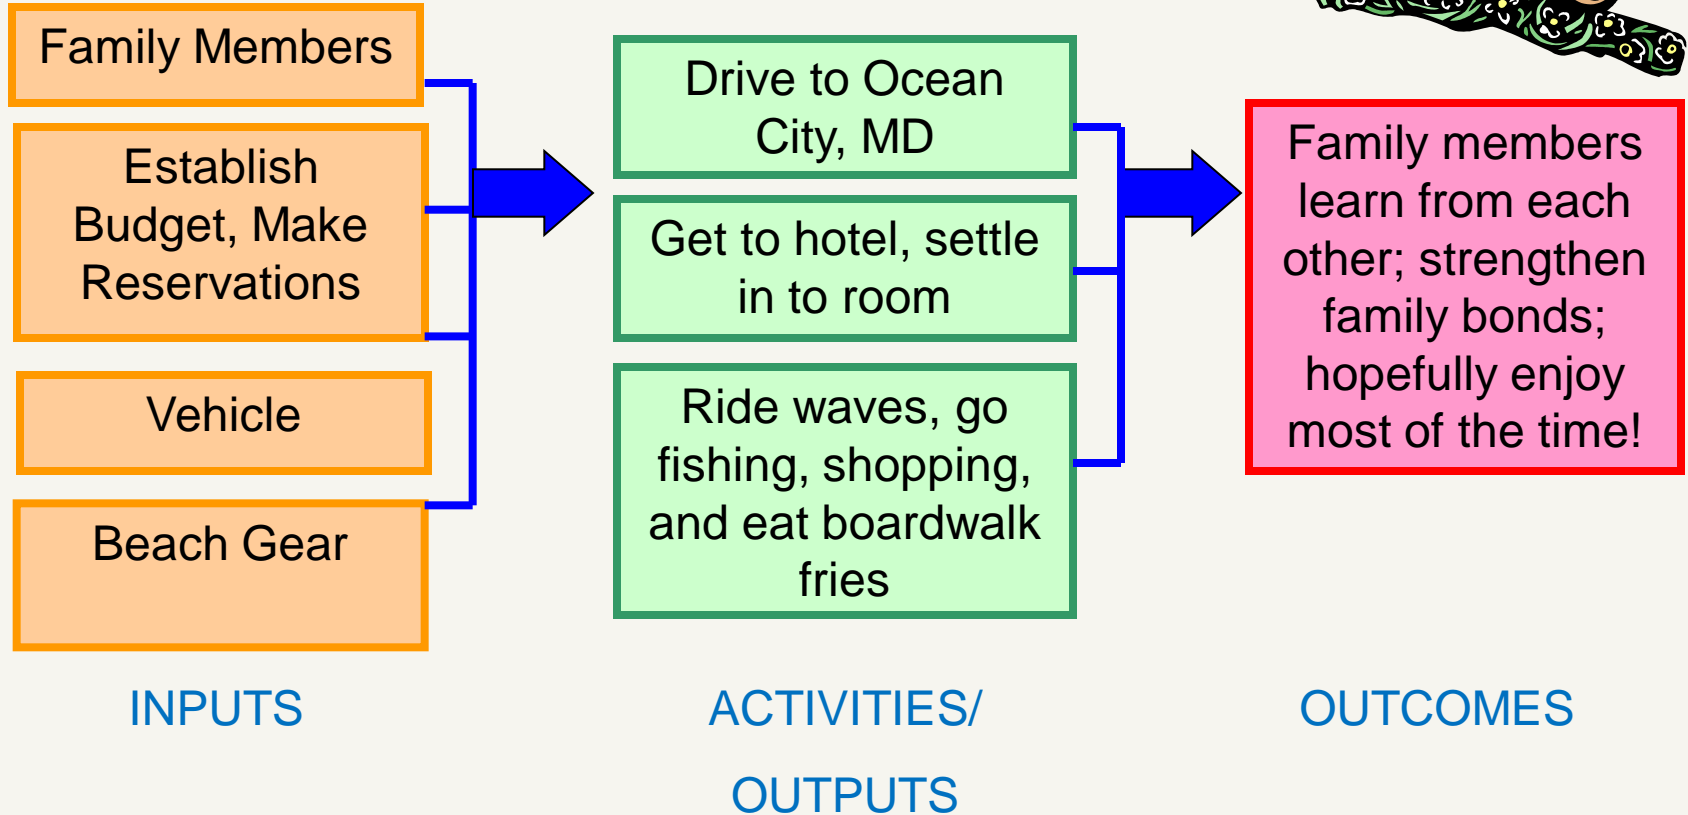 Family Members
Establish
Budget, Make
Reservations
Vehicle
Beach Gear
INPUTS
Drive to Ocean
City, MD
Get to hotel, settle
in to room
Ride waves, go
fishing, shopping,
and eat boardwalk
fries
ACTIVITIES/
OUTPUTS
Family members
learn from each
other; strengthen
family bonds;
hopefully enjoy
most of the time!
OUTCOMES